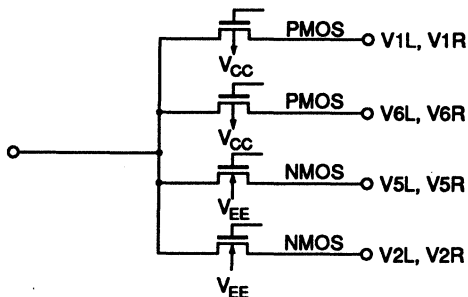 PMOS V1L, V1R
VCC
PMOS V6L, V6R
VCC
NMOS V5L, V5R
VEE
NMOS V2L, V2R
VEE